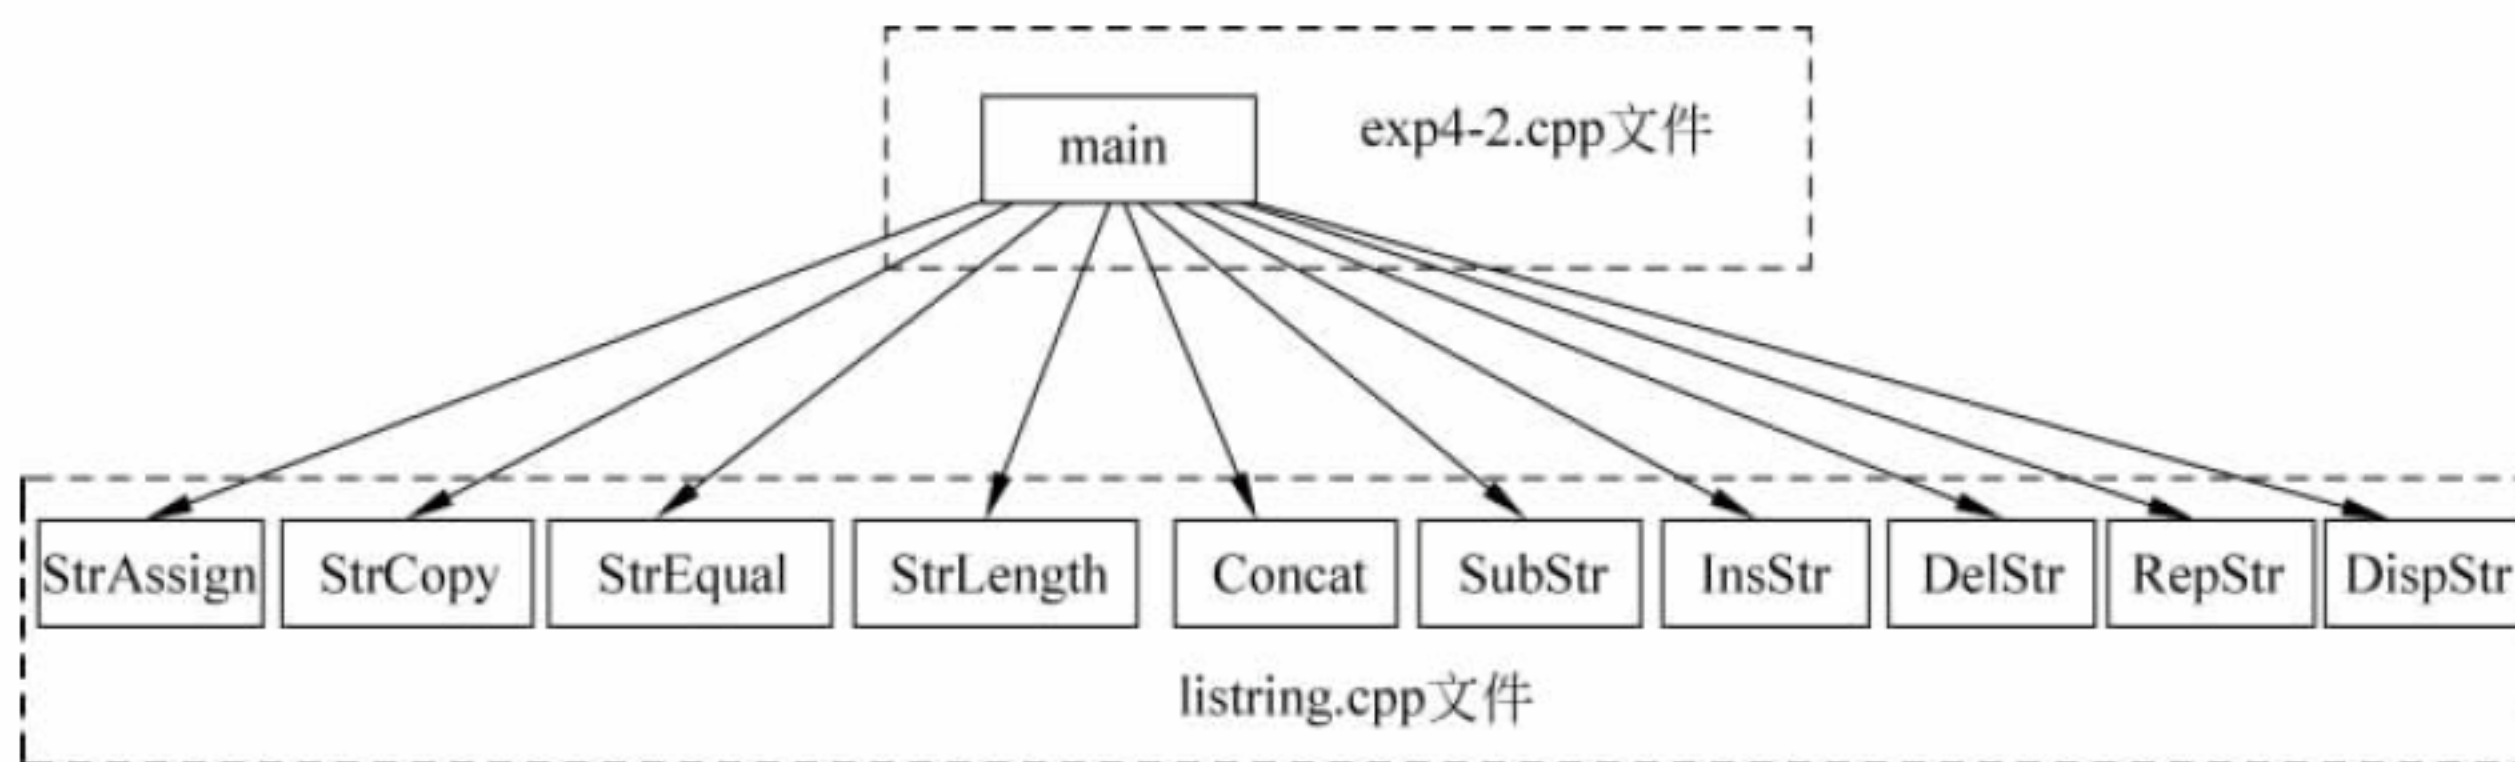 main
exp4-2.cpp文件
StrAssign
StrCopy
StrEqual
StrLength
Concat
SubStr
InsStr
DelStr
RepStr
DispStr
listring.cpp文件